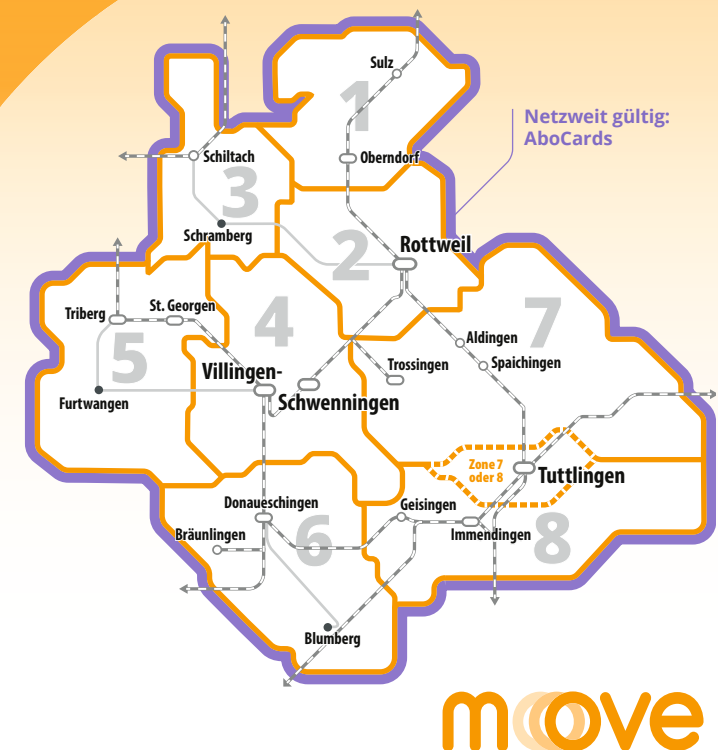 Sulz
1
Netzweit gültig:
AboCards
Schiltach
Oberndorf
3
Schramberg
2
Rottweil
Triberg
St. Georgen
4
7
5
Aldingen
Villingen-
Trossingen
Spaichingen
Furtwangen
Schwenningen
Zone 7
oder 8
Tuttlingen
Donaueschingen
Geisingen
Bräunlingen
6
Immendingen
8
Blumberg
move